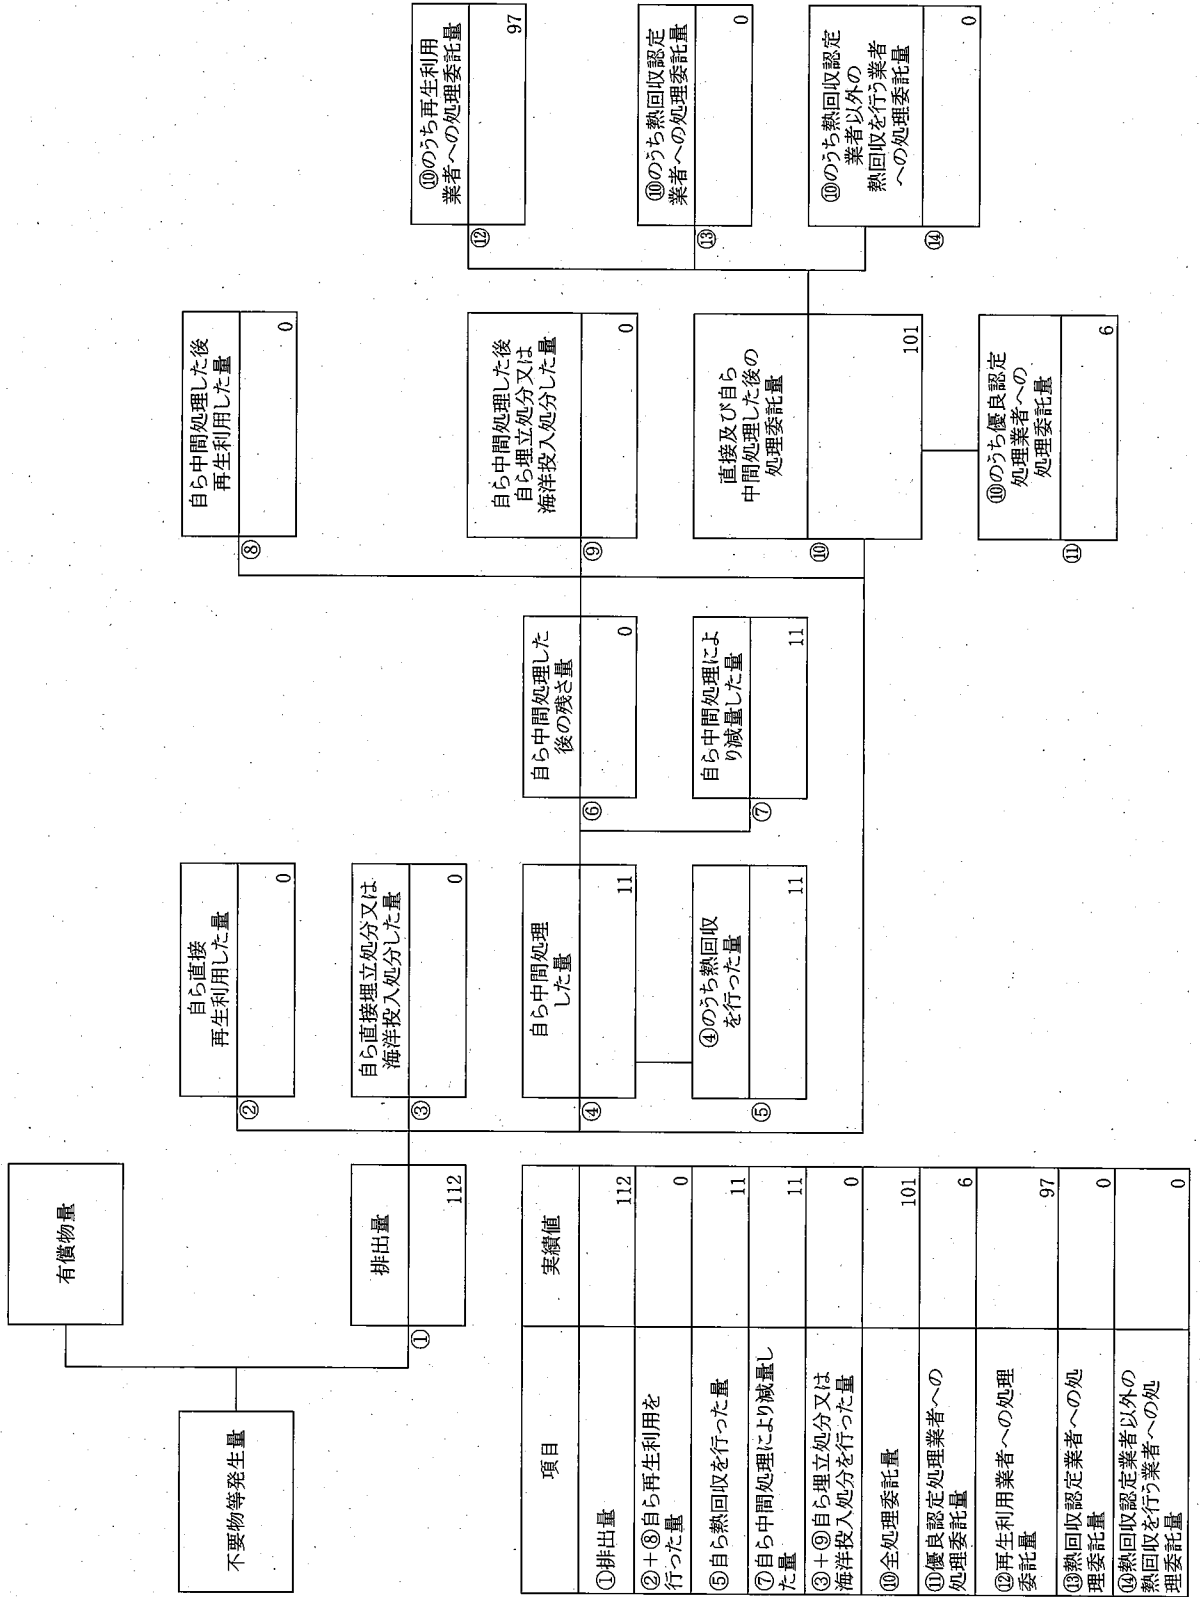 不要物等発生量
有償物量
①
排出量
112
②
自ら直接
再生利用した量
0
③
自ら直接埋立処分又は
海洋投入処分した量
0
④
自ら中間処理
した量
11
⑤
④のうち熱回収
を行った量
11
⑥
自ら中間処理した
後の残さ量
0
⑦
自ら中間処理によ
り減量した量
11
⑧
自ら中間処理した後
再生利用した量
0
⑨
自ら中間処理した後
自ら埋立処分又は
海洋投入処分した量
0
⑩
直接及び自ら
中間処理した後の
処理委託量
101
⑪
⑩のうち優良認定
処理業者への
処理委託量
6
⑫
⑩のうち再生利用
業者への処理委託量
97
⑬
⑩のうち熱回収認定
業者への処理委託量
0
⑭
⑩のうち熱回収認定
業者以外の
熱回収を行う業者
への処理委託量
0
項目 実績値
①排出量 112
②+⑧自ら再生利用を
行った量 0
⑤自ら熱回収を行った量 11
⑦自ら中間処理により減量し
た量 11
③+⑨自ら埋立処分又は
海洋投入処分を行った量 0
⑩全処理委託量 101
⑪優良認定処理業者への
処理委託量 6
⑫再生利用業者への処理
委託量 97
⑬熱回収認定業者への処
理委託量 0
⑭熱回収認定業者以外の
熱回収を行う業者への処
理委託量 0